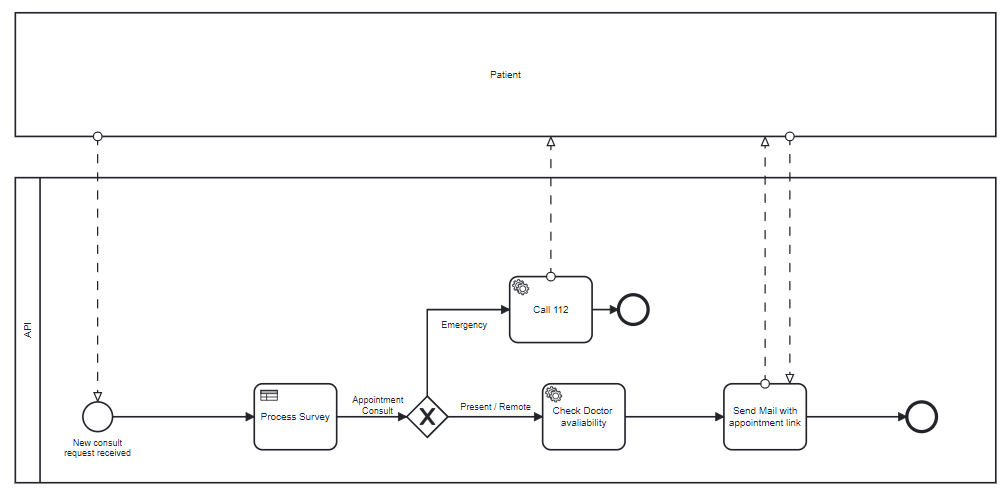 Patient
API
New consult
request received
Process Survey
Appointment
Consult
Emergency
Call 112
Present / Remote
Check Doctor
avaliability
Send Mail with
appointment link